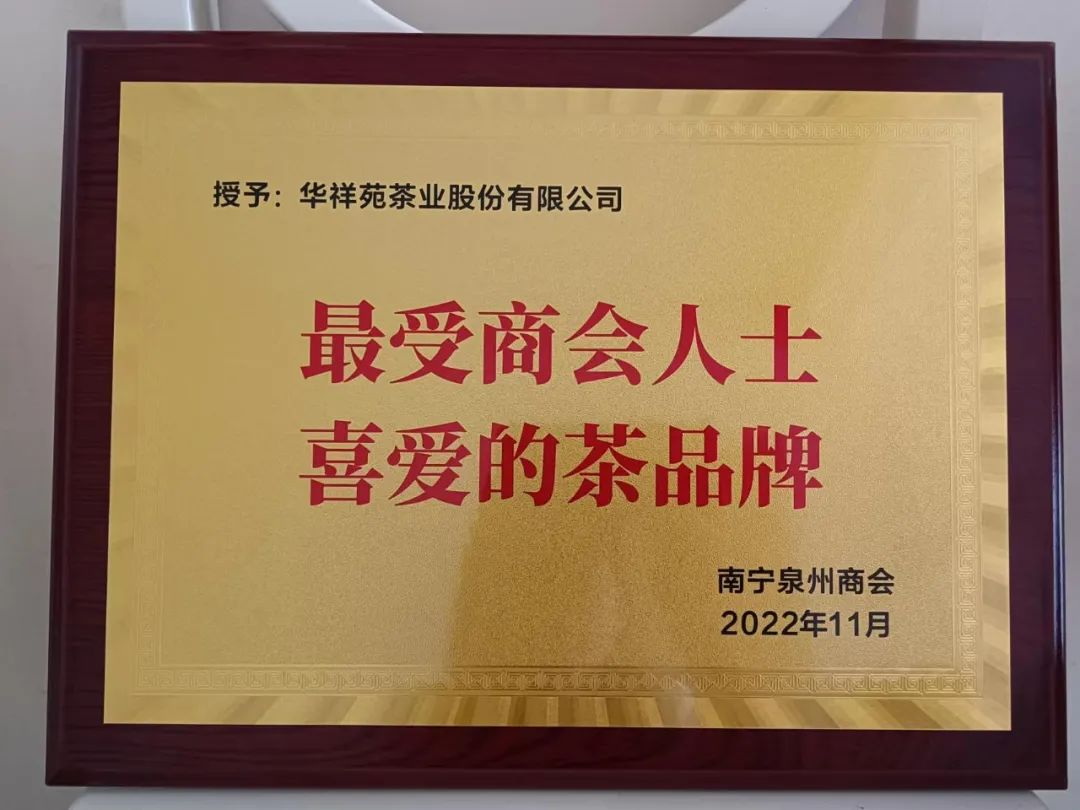 授予：华祥苑茶业股份有限公司
最受商会人士
喜爱的茶品牌
南宁泉州商会
2022年11月